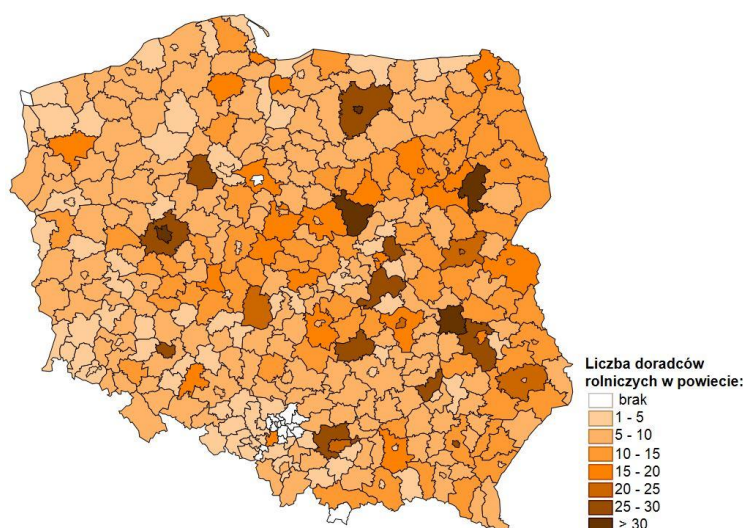 Liczba doradców
rolniczych w powiecie:
brak
1 - 5
5 - 10
10 - 15
15 - 20
20 - 25
25 - 30
> 30